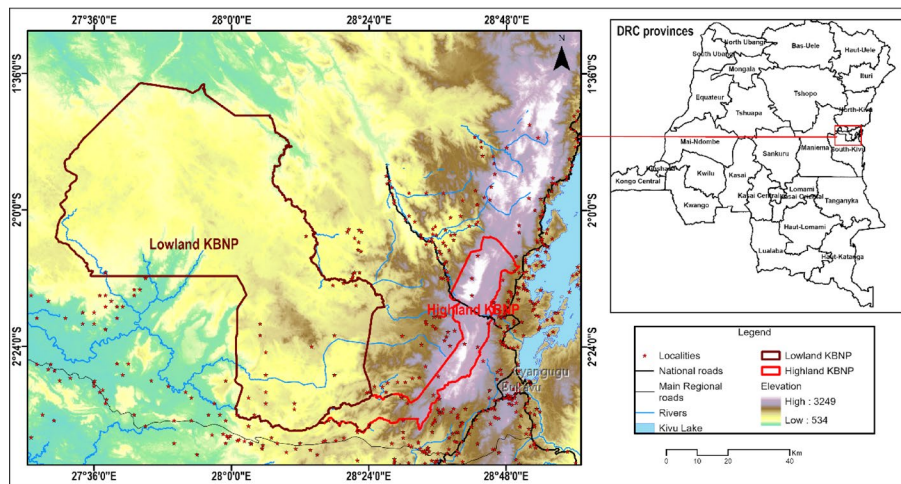 27°36'0"E
28°0'0"E
28°24'0"E
28°48'0"E
1°36'0"S
2°0'0"S
2°24'0"S
N
1°36'0"S
2°0'0"S
2°24'0"S
Lowland KBNP
Highland KBNP
Cyangugu
Bukavu
27°36'0"E
28°0'0"E
28°24'0"E
28°48'0"E
DRC provinces
North Ubangi
Bas-Uele
Haut-Uele
South Ubangi
Mongala
Ituri
Equateur
Tshopo
Tshuapa
North-Kivu
Mai-Ndombe
Maniema
South-Kivu
Sankuru
Kinshasa
Kwilu
Kasai
Kongo Central
Kasai Central
Lomami
Kasai Oriental
Tanganyika
Kwango
Haut-Lomami
Lualaba
Haut-Katanga
Legend
Localities
National roads
Main Regional
roads
Rivers
Kivu Lake
Lowland KBNP
Highland KBNP
Elevation
High : 3249
Low : 534
0 10 20 40
Km